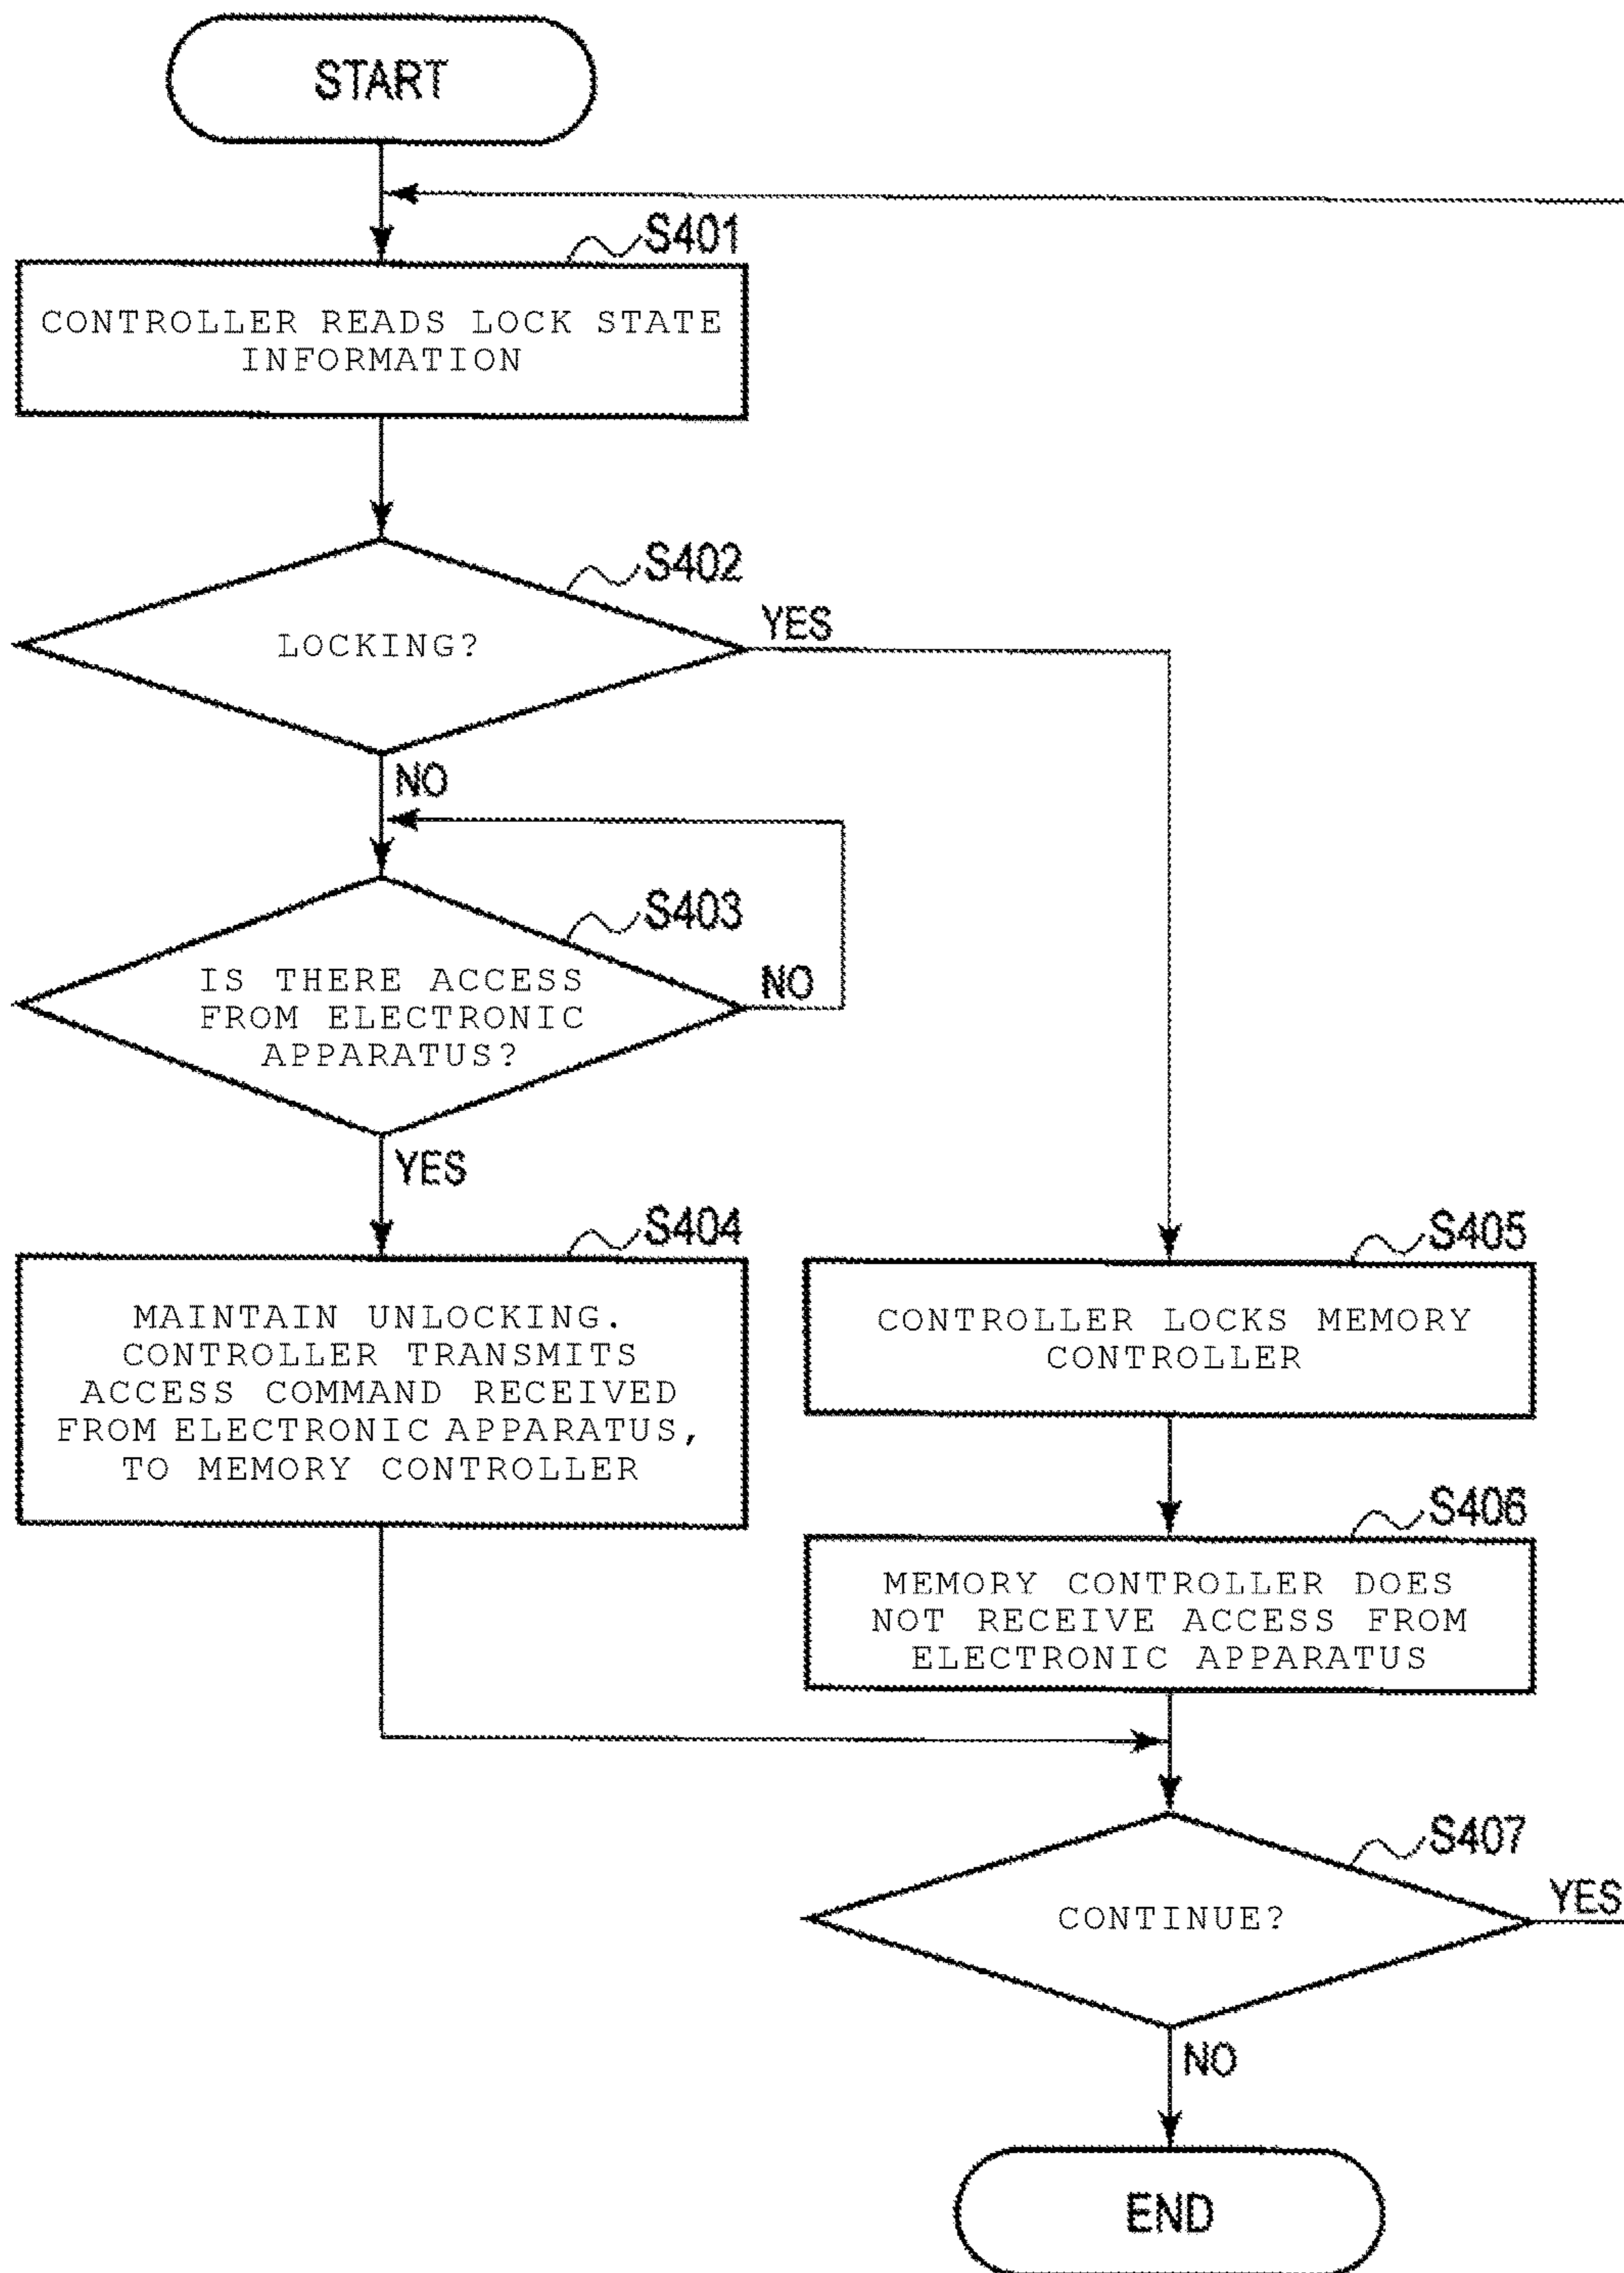 START
S401
CONTROLLER READS LOCK STATE
INFORMATION
S402
LOCKING?
YES
NO
S403
IS THERE ACCESS
FROM ELECTRONIC
APPARATUS?
NO
YES
S404
MAINTAIN UNLOCKING.
CONTROLLER TRANSMITS
ACCESS COMMAND RECEIVED
FROM ELECTRONIC APPARATUS,
TO MEMORY CONTROLLER
S405
CONTROLLER LOCKS MEMORY
CONTROLLER
S406
MEMORY CONTROLLER DOES
NOT RECEIVE ACCESS FROM
ELECTRONIC APPARATUS
S407
CONTINUE?
YES
NO
END